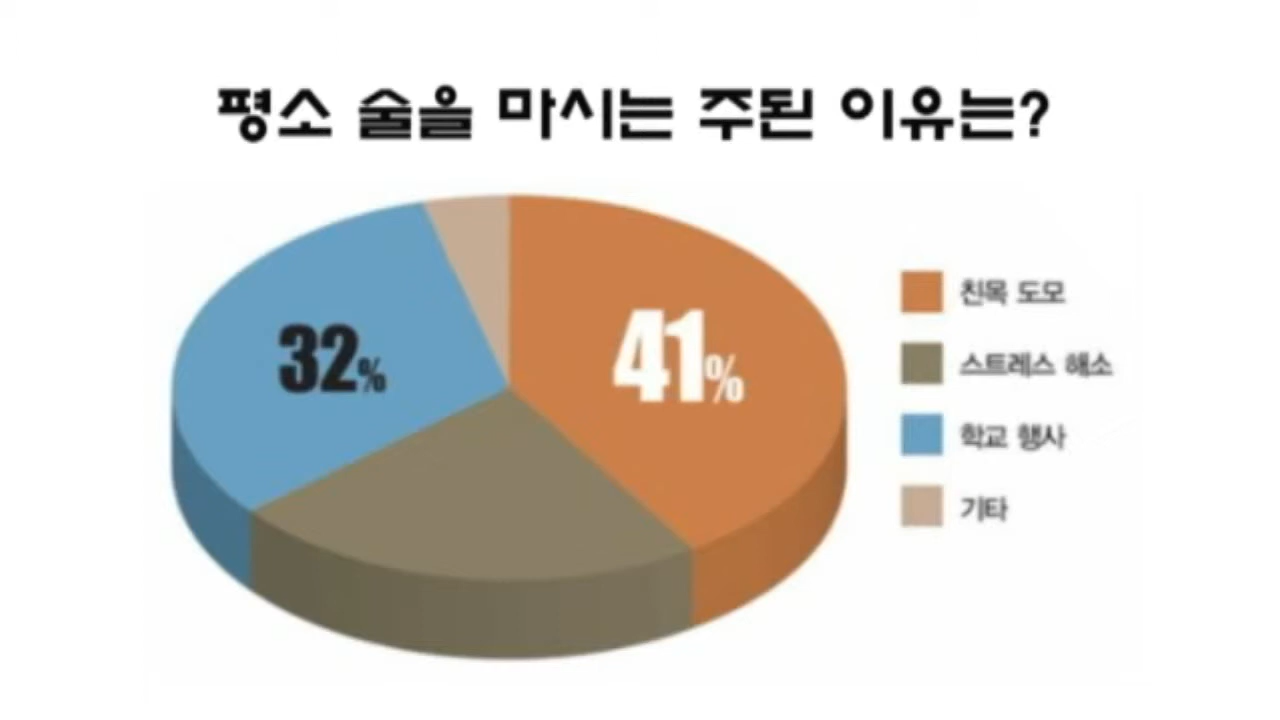 평소 술을 마시는 주된 이유는?
32%
41%
친목 도모
스트레스 해소
학교 행사
기타